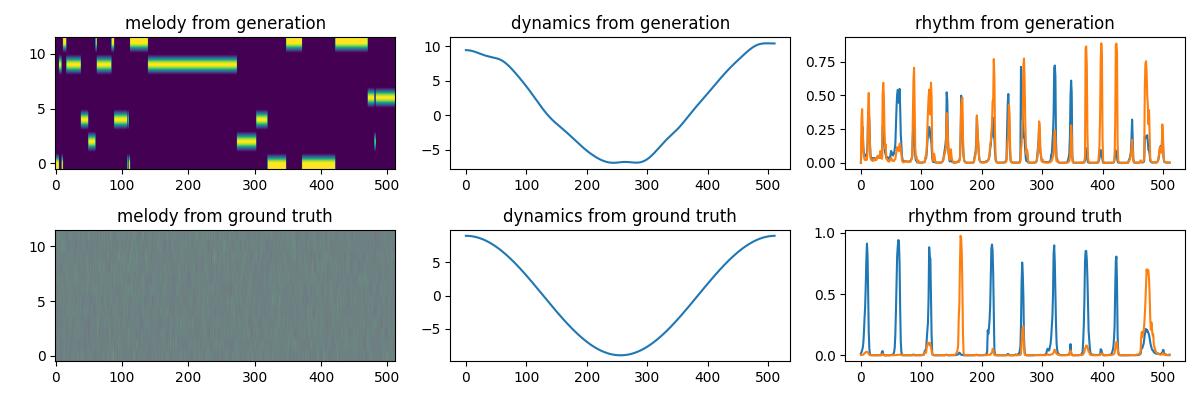 melody from generation
10
5
0
0 100 200 300 400 500
dynamics from generation
10
5
0
−5
0 100 200 300 400 500
rhythm from generation
0.75
0.50
0.25
0.00
0 100 200 300 400 500
melody from ground truth
10
5
0
0 100 200 300 400 500
dynamics from ground truth
5
0
−5
0 100 200 300 400 500
rhythm from ground truth
1.0
0.5
0.0
0 100 200 300 400 500